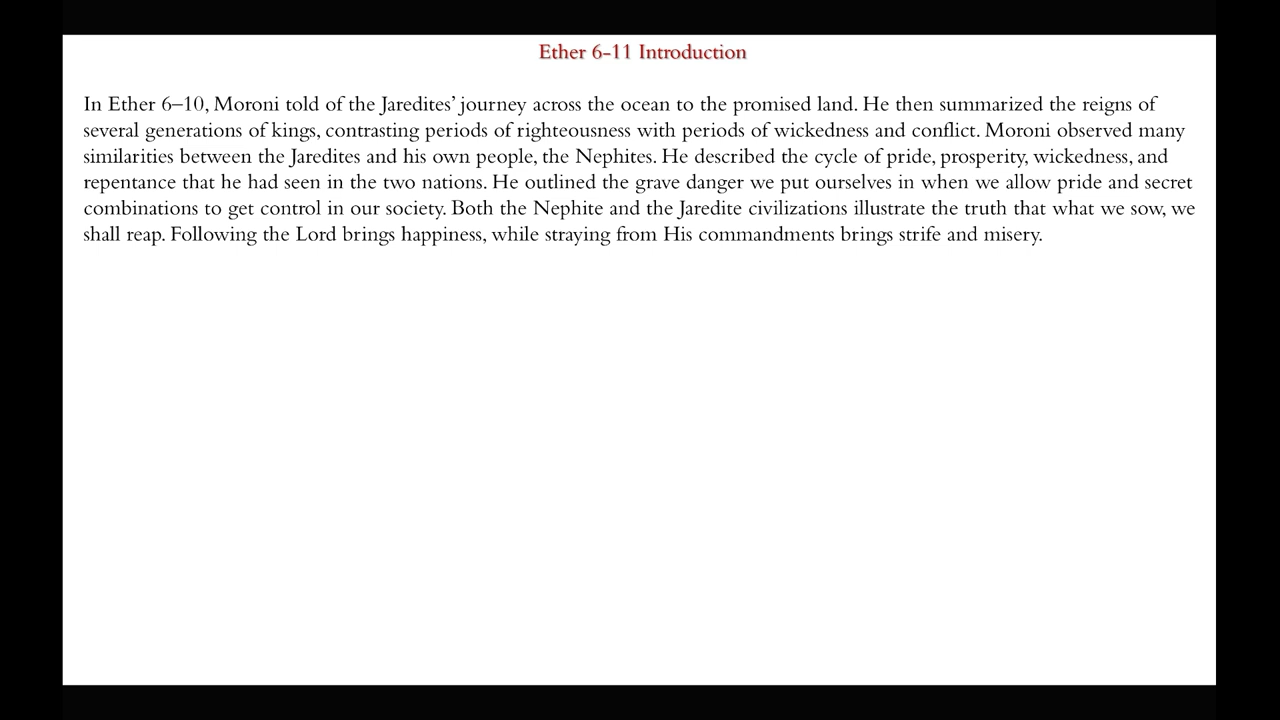 Ether 6-11 Introduction
In Ether 6–10, Moroni told of the Jaredites’ journey across the ocean to the promised land. He then summarized the reigns of
several generations of kings, contrasting periods of righteousness with periods of wickedness and conflict. Moroni observed many
similarities between the Jaredites and his own people, the Nephites. He described the cycle of pride, prosperity, wickedness, and
repentance that he had seen in the two nations. He outlined the grave danger we put ourselves in when we allow pride and secret
combinations to get control in our society. Both the Nephite and the Jaredite civilizations illustrate the truth that what we sow, we
shall reap. Following the Lord brings happiness, while straying from His commandments brings strife and misery.